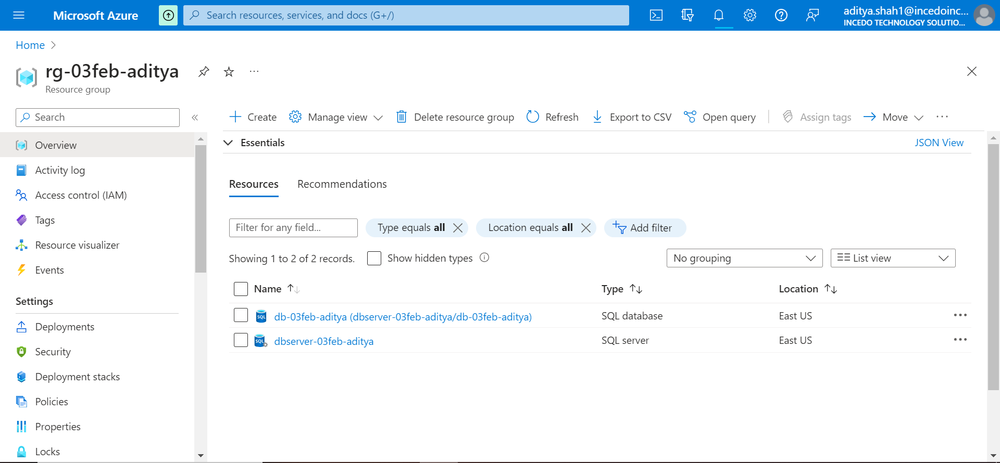 Microsoft Azure
Search resources, services, and docs (G+/)
aditya.shah1@incedoinc...
INCEDO TECHNOLOGY SOLUTIO...
Home
rg-03feb-aditya
Resource group
Search
Create
Manage view
Delete resource group
Refresh
Export to CSV
Open query
Assign tags
Move
Overview
Activity log
Access control (IAM)
Tags
Resource visualizer
Events
Settings
Deployments
Security
Deployment stacks
Policies
Properties
Locks
Essentials
JSON View
Resources Recommendations
Filter for any field...
Type equals all
Location equals all
Add filter
Showing 1 to 2 of 2 records.
Show hidden types
No grouping
List view
Name Type Location
SQL db-03feb-aditya (dbserver-03feb-aditya/db-03feb-aditya) SQL database East US
SQL dbserver-03feb-aditya SQL server East US